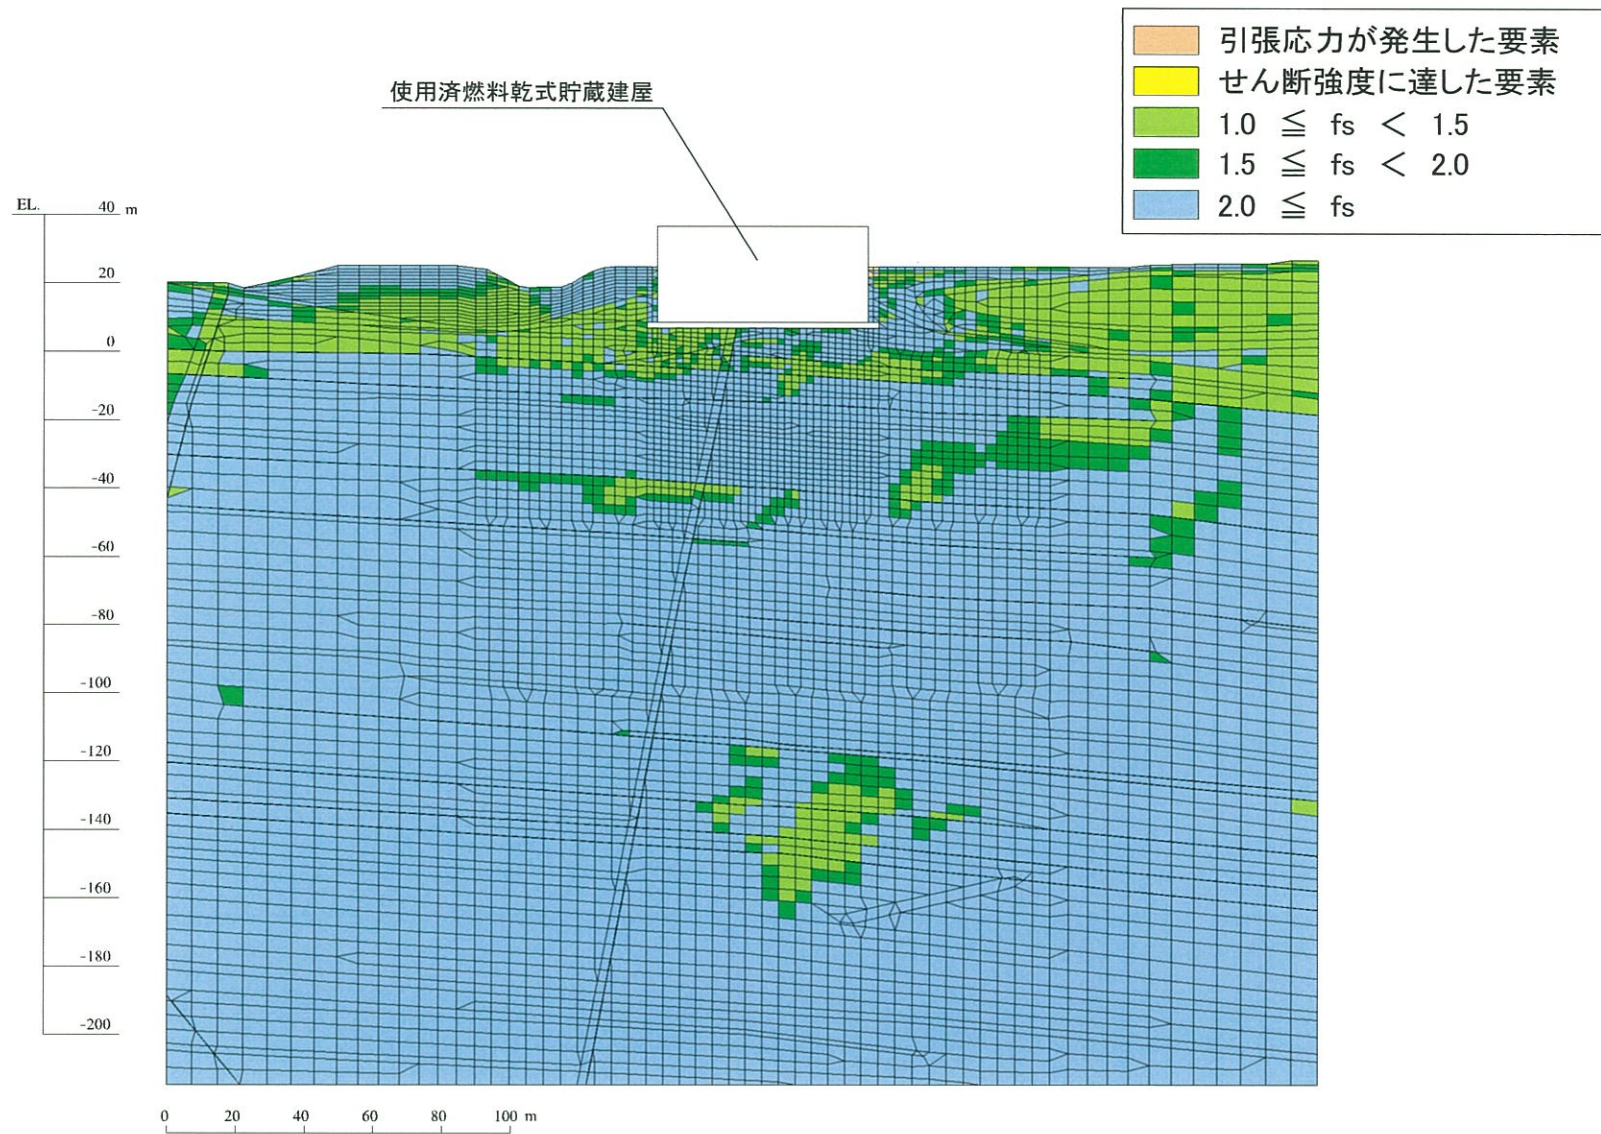 引張応力が発生した要素
せん断強度に達した要素
1.0 ≦ fs < 1.5
1.5 ≦ fs < 2.0
2.0 ≦ fs
使用済燃料乾式貯蔵建屋
EL. 40 m
20
0
-20
-40
-60
-80
-100
-120
-140
-160
-180
-200
0 20 40 60 80 100 m